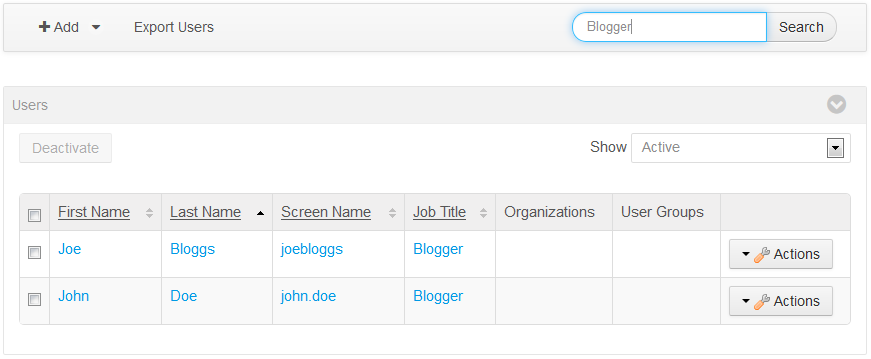 Add Export Users Blogger Search
Users
Deactivate Show Active
First Name Last Name Screen Name Job Title Organizations User Groups
Joe Bloggs joebloggs Blogger Actions
John Doe john.doe Blogger Actions